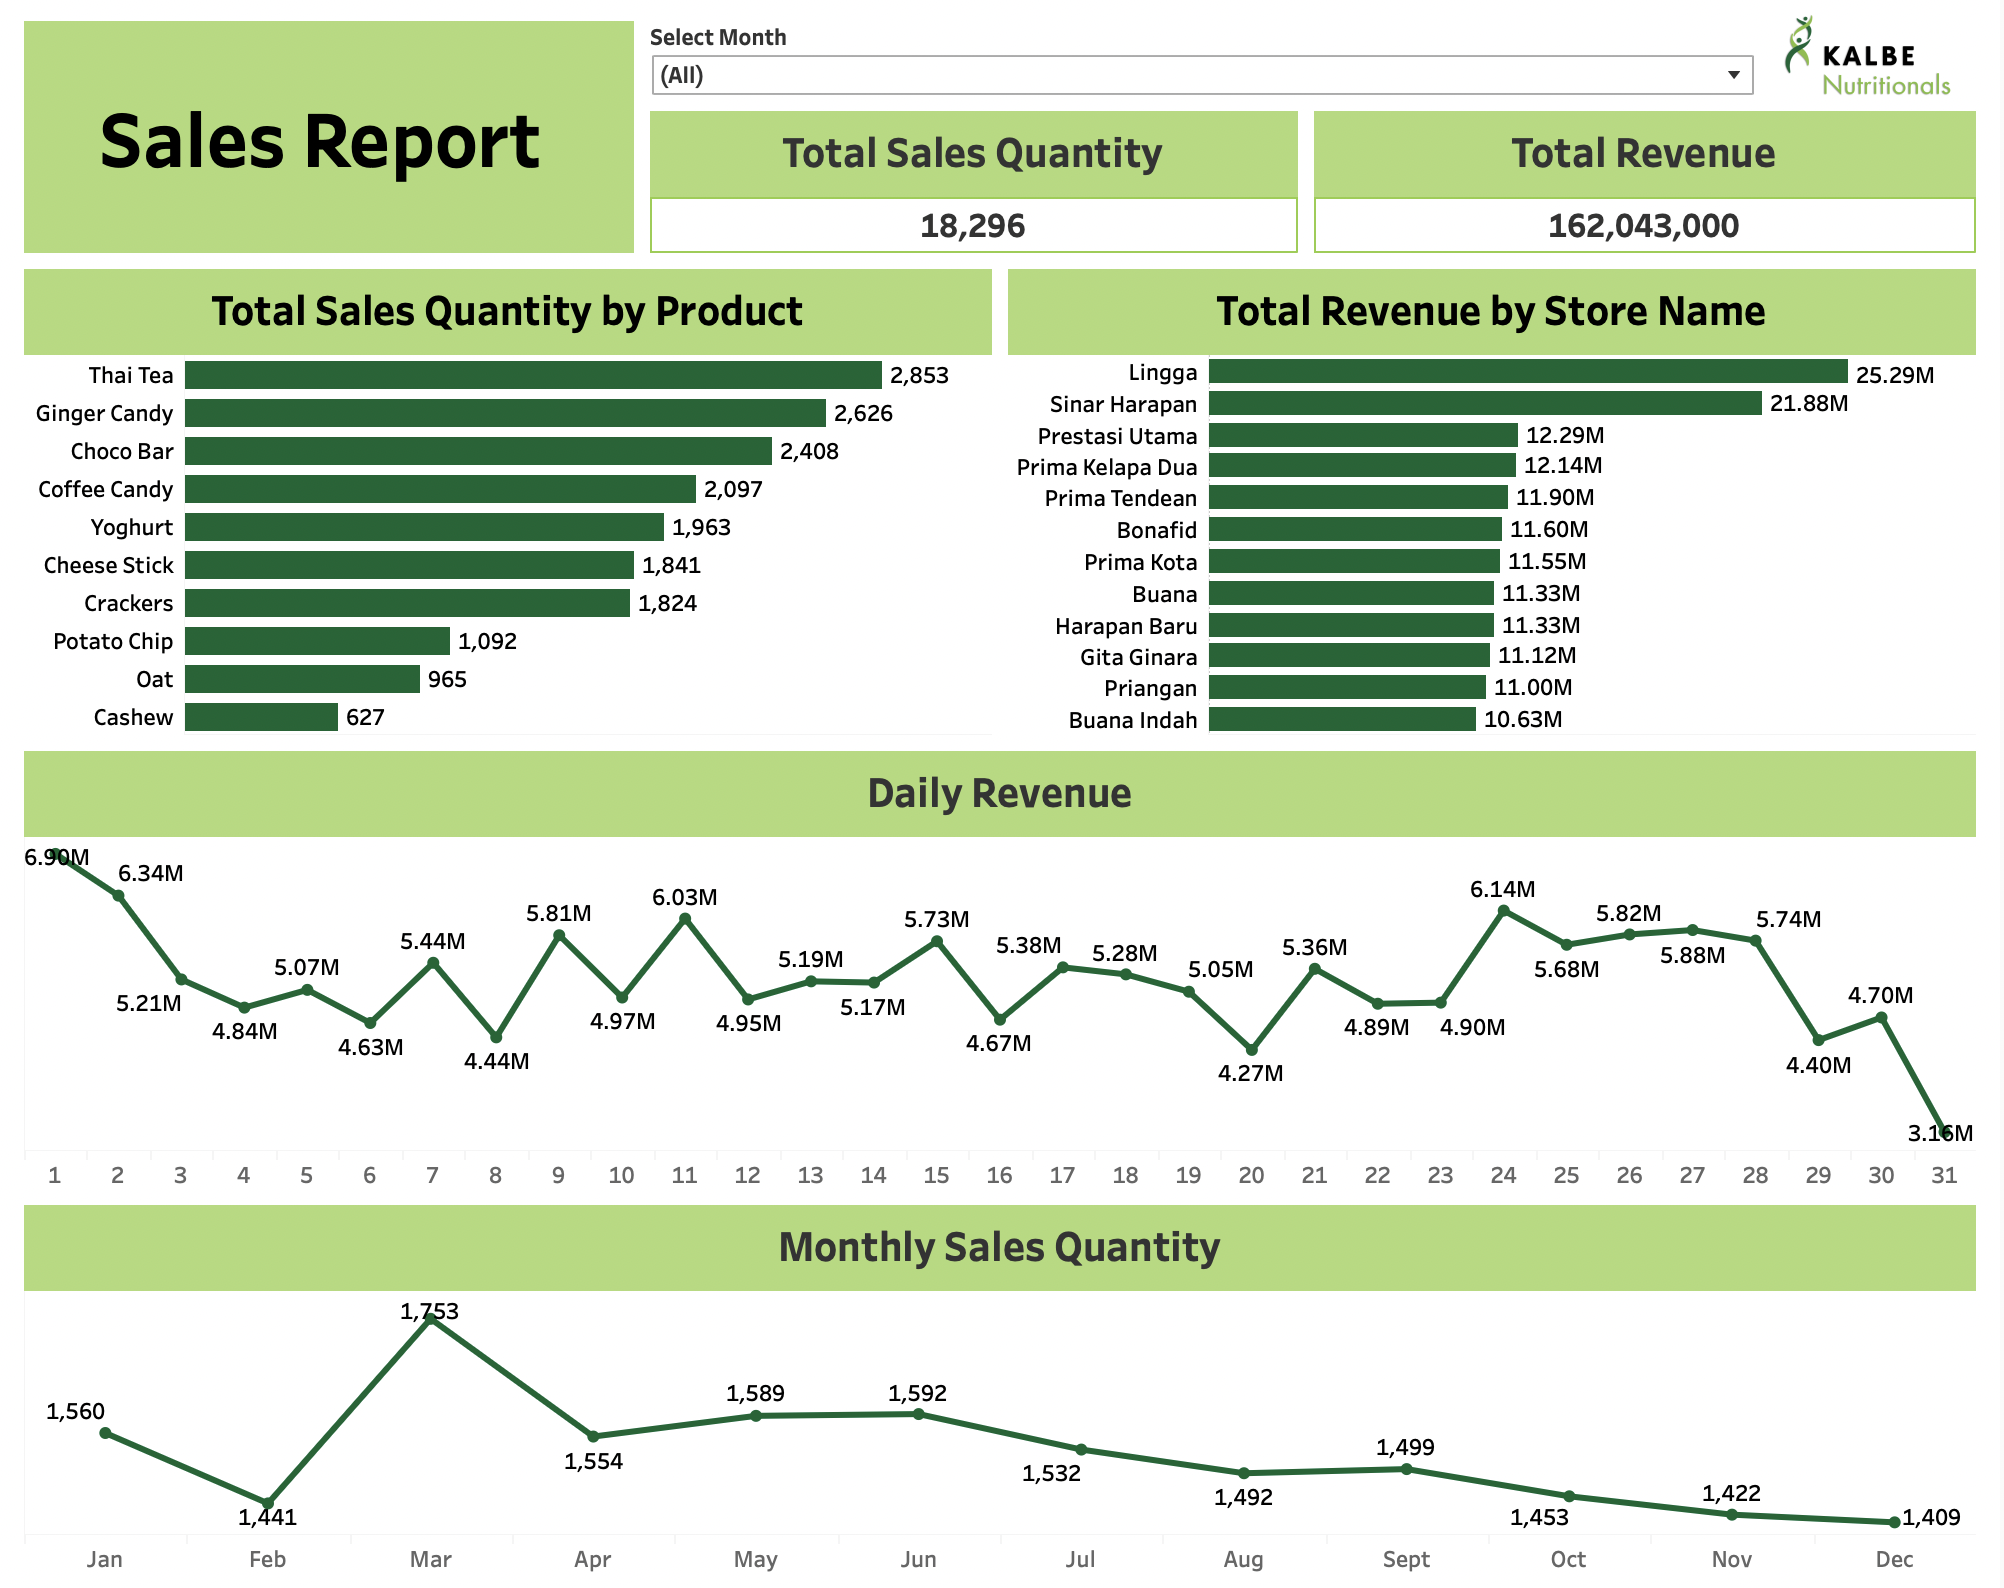 Sales Report
Select Month
(All)
KALBE
Nutritionals
Total Sales Quantity
18,296
Total Revenue
162,043,000
Total Sales Quantity by Product
Thai Tea 2,853
Ginger Candy 2,626
Choco Bar 2,408
Coffee Candy 2,097
Yoghurt 1,963
Cheese Stick 1,841
Crackers 1,824
Potato Chip 1,092
Oat 965
Cashew 627
Total Revenue by Store Name
Lingga 25.29M
Sinar Harapan 21.88M
Prestasi Utama 12.29M
Prima Kelapa Dua 12.14M
Prima Tendean 11.90M
Bonafid 11.60M
Prima Kota 11.55M
Buana 11.33M
Harapan Baru 11.33M
Gita Ginara 11.12M
Priangan 11.00M
Buana Indah 10.63M
Daily Revenue
6.90M 6.34M 5.21M 4.84M 5.07M 4.63M 5.44M 4.44M 5.81M 4.97M 6.03M 4.95M 5.19M 5.17M 5.73M 4.67M 5.38M 5.28M 5.05M 4.27M 5.36M 4.89M 4.90M 6.14M 5.68M 5.82M 5.88M 5.74M 4.40M 4.70M 3.16M
1 2 3 4 5 6 7 8 9 10 11 12 13 14 15 16 17 18 19 20 21 22 23 24 25 26 27 28 29 30 31
Monthly Sales Quantity
1,560 1,441 1,753 1,554 1,589 1,592 1,532 1,492 1,499 1,453 1,422 1,409
Jan Feb Mar Apr May Jun Jul Aug Sept Oct Nov Dec